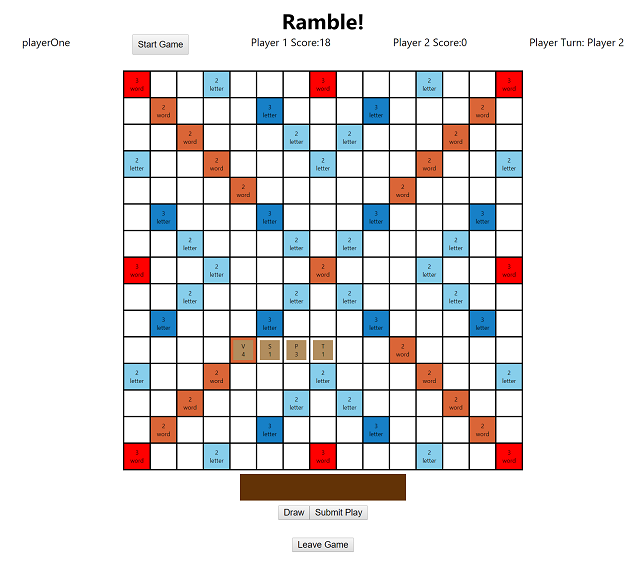 Ramble!
playerOne Start Game Player 1 Score:18 Player 2 Score:0 Player Turn: Player 2
3 2 3 2 3
word letter word letter word
2 3 3 2
word letter letter word
2 2 2 2
word letter letter word
2 2 2 2 2
letter word letter word letter
2 2
word word
3 3 3 3
letter letter letter letter
2 2 2 2
letter letter letter letter
3 2 2 2 3
word letter word letter word
2 2 2 2
letter letter letter letter
3 3 3 3
letter letter letter letter
V S P T 2
4 1 3 1 word
2 2 2 2 2
letter word letter word letter
2 2 2 2
word letter letter word
2 3 3 2
word letter letter word
3 2 3 2 3
word letter word letter word
Draw Submit Play
Leave Game